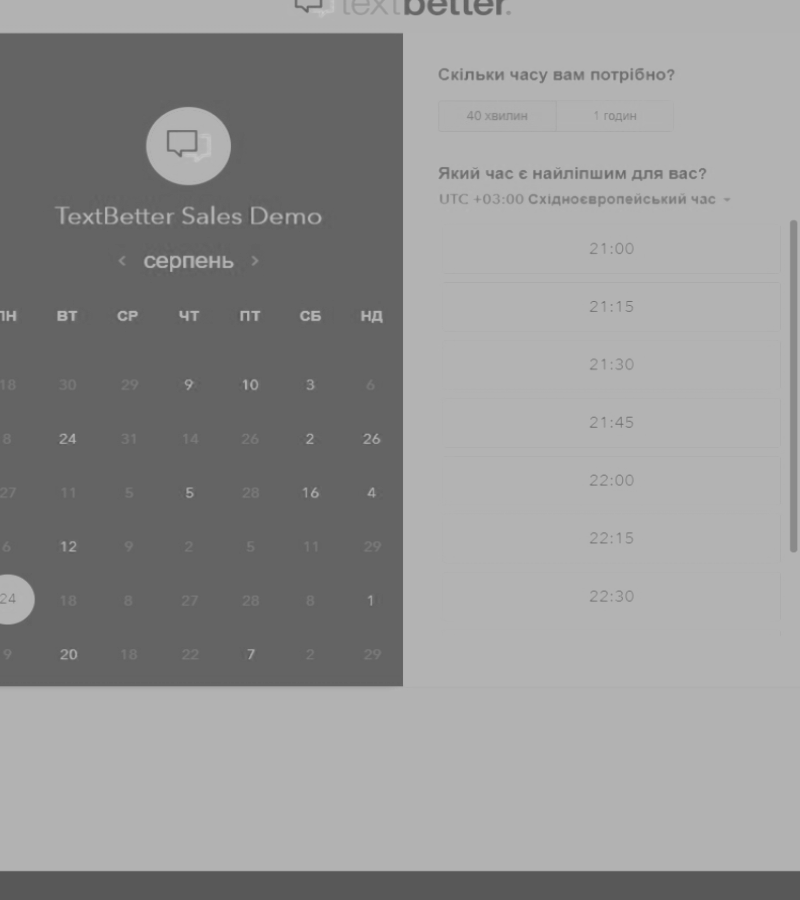 textbetter.
TextBetter Sales Demo
‹ серпень ›
ПН ВТ СР ЧТ ПТ СБ НД
18 30 29 9 10 3 6
8 24 31 14 26 2 26
27 11 5 5 28 16 4
6 12 9 2 5 11 29
24 18 8 27 28 8 1
9 20 18 22 7 2 29
Скільки часу вам потрібно?
40 хвилин 1 годин
Який час є найліпшим для вас?
UTC +03:00 Східноєвропейський час
21:00
21:15
21:30
21:45
22:00
22:15
22:30